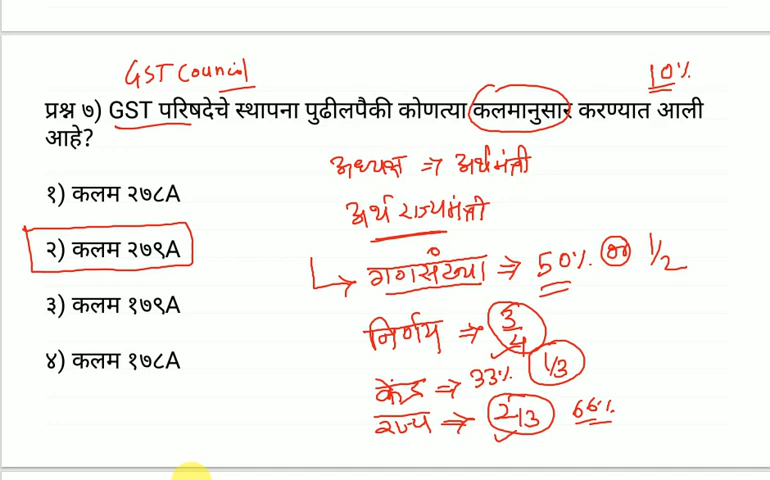 GST Council
10%
प्रश्न ७) GST परिषदेचे स्थापना पुढीलपैकी कोणत्या कलमानुसार करण्यात आली
आहे?
अध्यक्ष ⇒ अर्थमंत्री
१) कलम २७८A
अर्थ राज्यमंत्री
२) कलम २७९A
गणसंख्या ⇒ 50% or 1/2
३) कलम १७९A
निर्णय ⇒ 3/4
४) कलम १७८A
केंद्र ⇒ 33% 1/3
राज्य ⇒ 2/3 66%